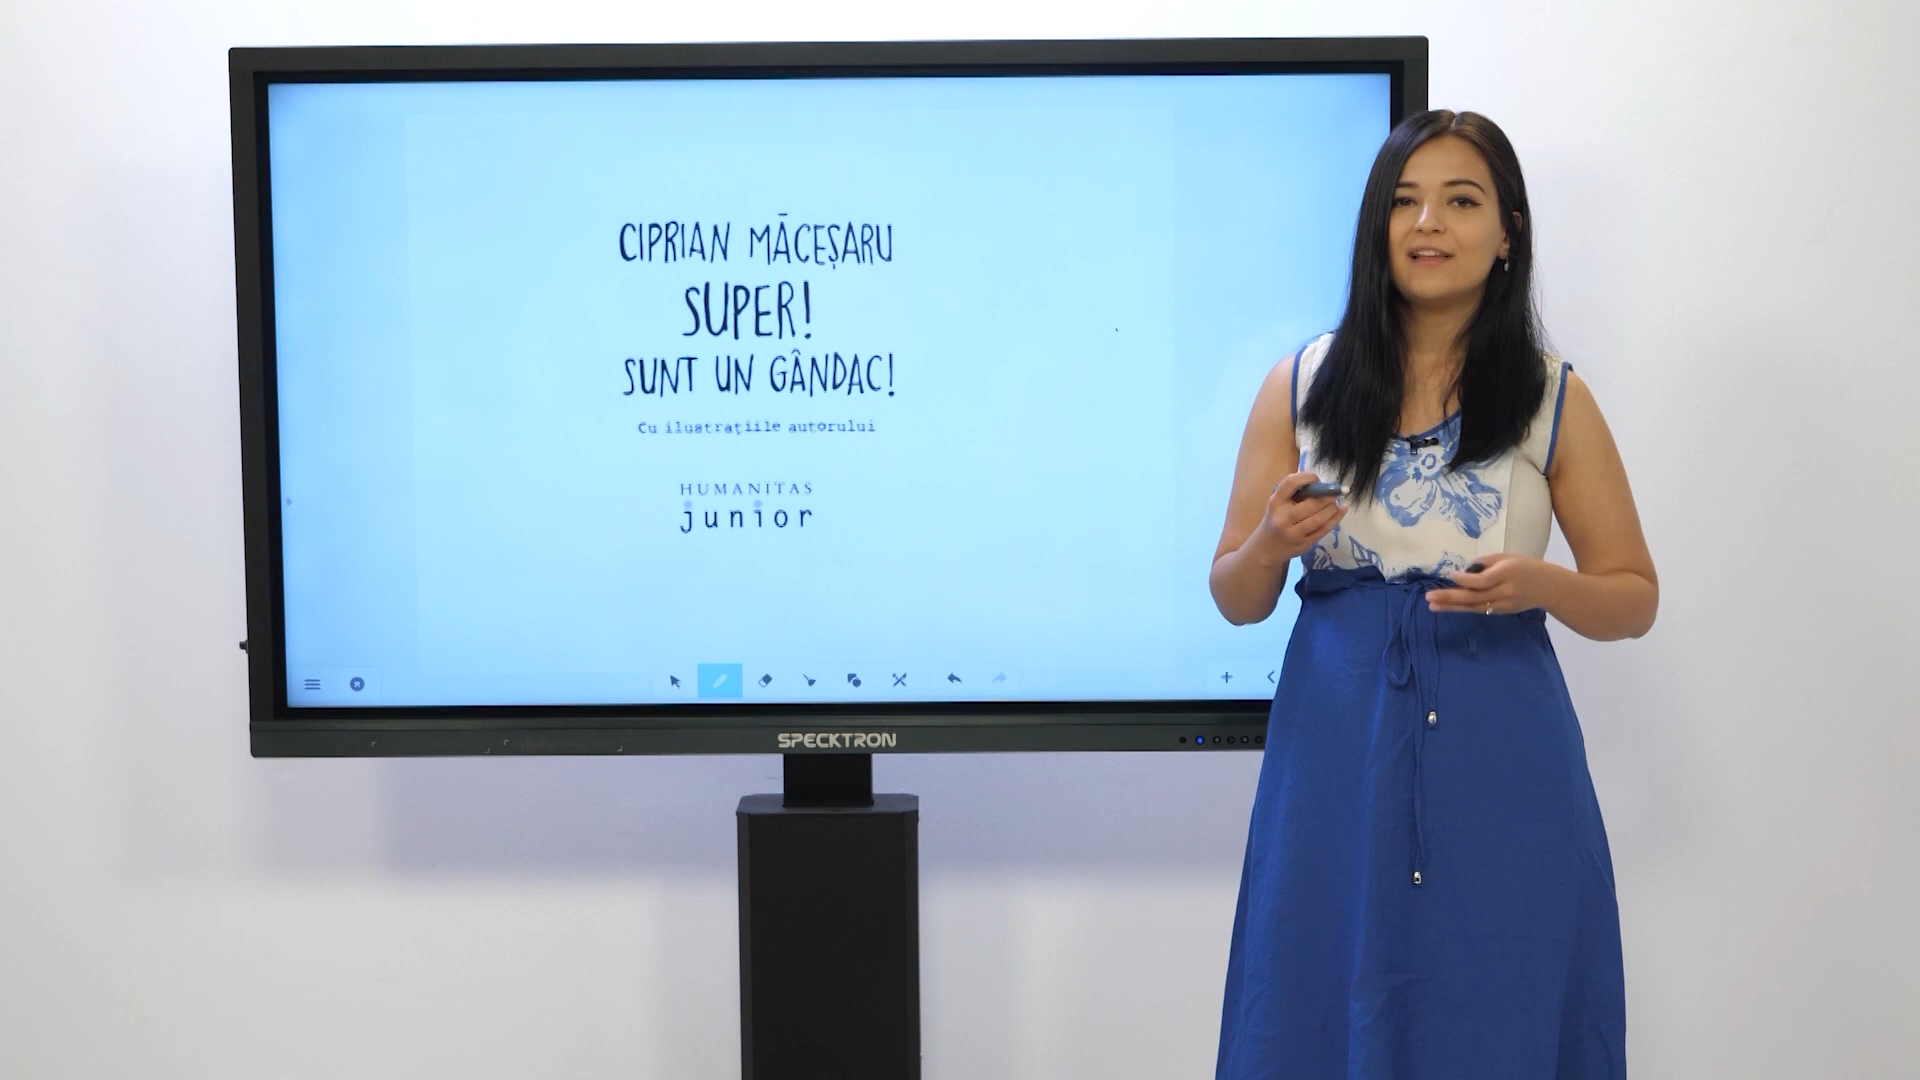 CIPRIAN MĂCEȘARU
SUPER!
SUNT UN GÂNDAC!
Cu ilustrațiile autorului
HUMANITAS
junior
SPECKTRON